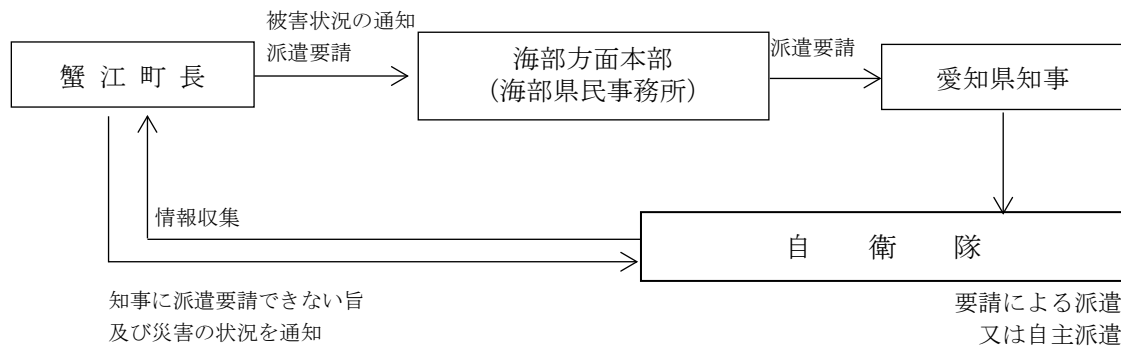 被害状況の通知
派遣要請
蟹江町長
海部方面本部
（海部県民事務所）
派遣要請
愛知県知事
情報収集
自衛隊
知事に派遣要請できない旨
及び災害の状況を通知
要請による派遣
又は自主派遣